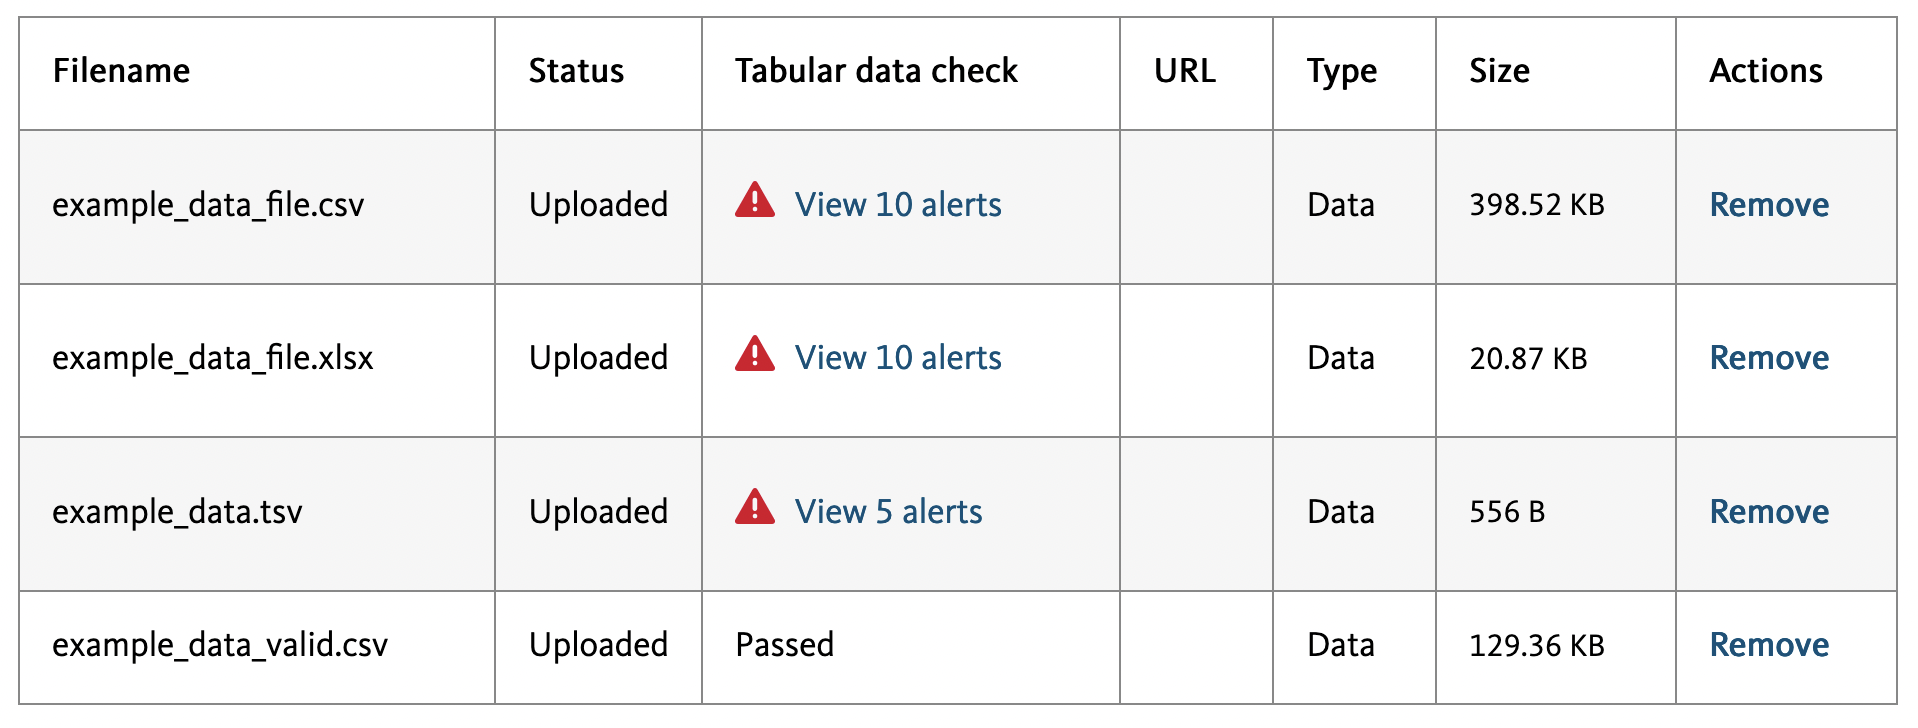 Filename Status Tabular data check URL Type Size Actions
example_data_file.csv Uploaded View 10 alerts Data 398.52 KB Remove
example_data_file.xlsx Uploaded View 10 alerts Data 20.87 KB Remove
example_data.tsv Uploaded View 5 alerts Data 556 B Remove
example_data_valid.csv Uploaded Passed Data 129.36 KB Remove